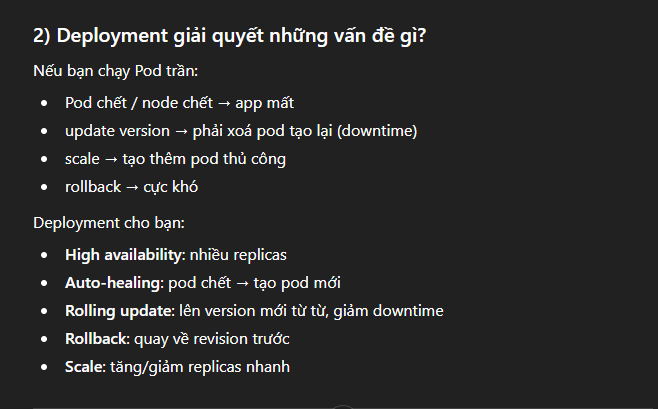 2) Deployment giải quyết những vấn đề gì?
Nếu bạn chạy Pod trần:
• Pod chết / node chết → app mất
• update version → phải xoá pod tạo lại (downtime)
• scale → tạo thêm pod thủ công
• rollback → cực khó
Deployment cho bạn:
• High availability: nhiều replicas
• Auto-healing: pod chết → tạo pod mới
• Rolling update: lên version mới từ từ, giảm downtime
• Rollback: quay về revision trước
• Scale: tăng/giảm replicas nhanh